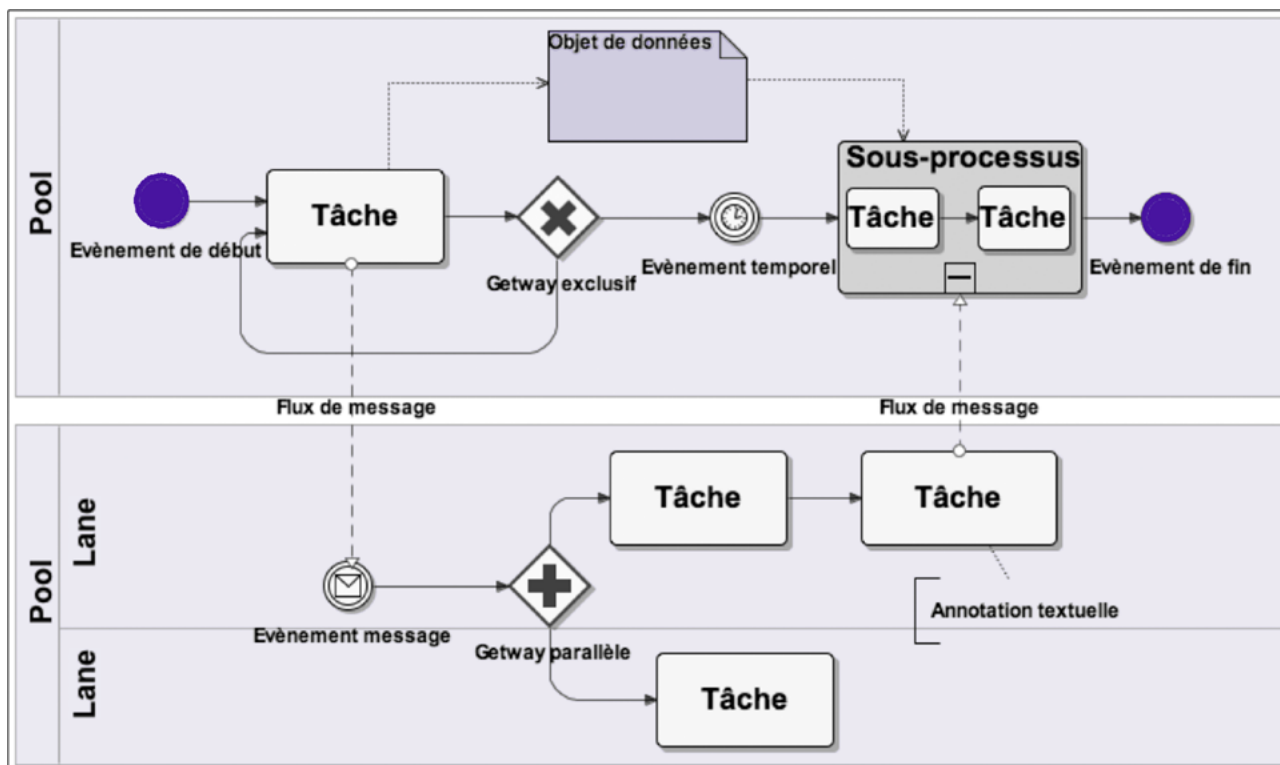 Pool
Objet de données
Evènement de début
Tâche
Getway exclusif
Evènement temporel
Sous-processus
Tâche
Tâche
Evènement de fin
Flux de message
Flux de message
Pool
Lane
Evènement message
Getway parallèle
Tâche
Tâche
Annotation textuelle
Lane
Tâche